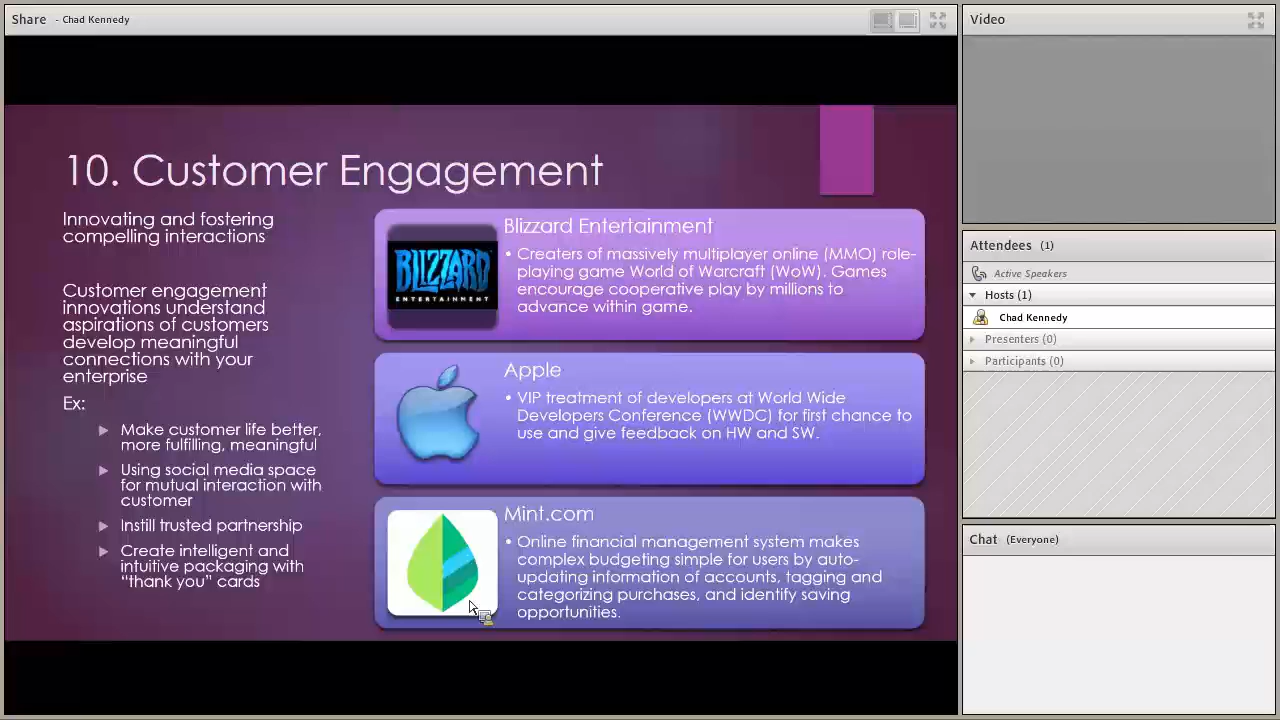 Share - Chad Kennedy
10. Customer Engagement
Innovating and fostering
compelling interactions
Customer engagement
innovations understand
aspirations of customers
develop meaningful
connections with your
enterprise
Ex:
Make customer life better,
more fulfilling, meaningful
Using social media space
for mutual interaction with
customer
Instill trusted partnership
Create intelligent and
intuitive packaging with
“thank you” cards
BLIZZARD
ENTERTAINMENT
Blizzard Entertainment
• Creaters of massively multiplayer online (MMO) role-
playing game World of Warcraft (WoW). Games
encourage cooperative play by millions to
advance within game.
Apple
• VIP treatment of developers at World Wide
Developers Conference (WWDC) for first chance to
use and give feedback on HW and SW.
Mint.com
• Online financial management system makes
complex budgeting simple for users by auto-
updating information of accounts, tagging and
categorizing purchases, and identify saving
opportunities.
Video
Attendees (1)
Active Speakers
Hosts (1)
Chad Kennedy
Presenters (0)
Participants (0)
Chat (Everyone)